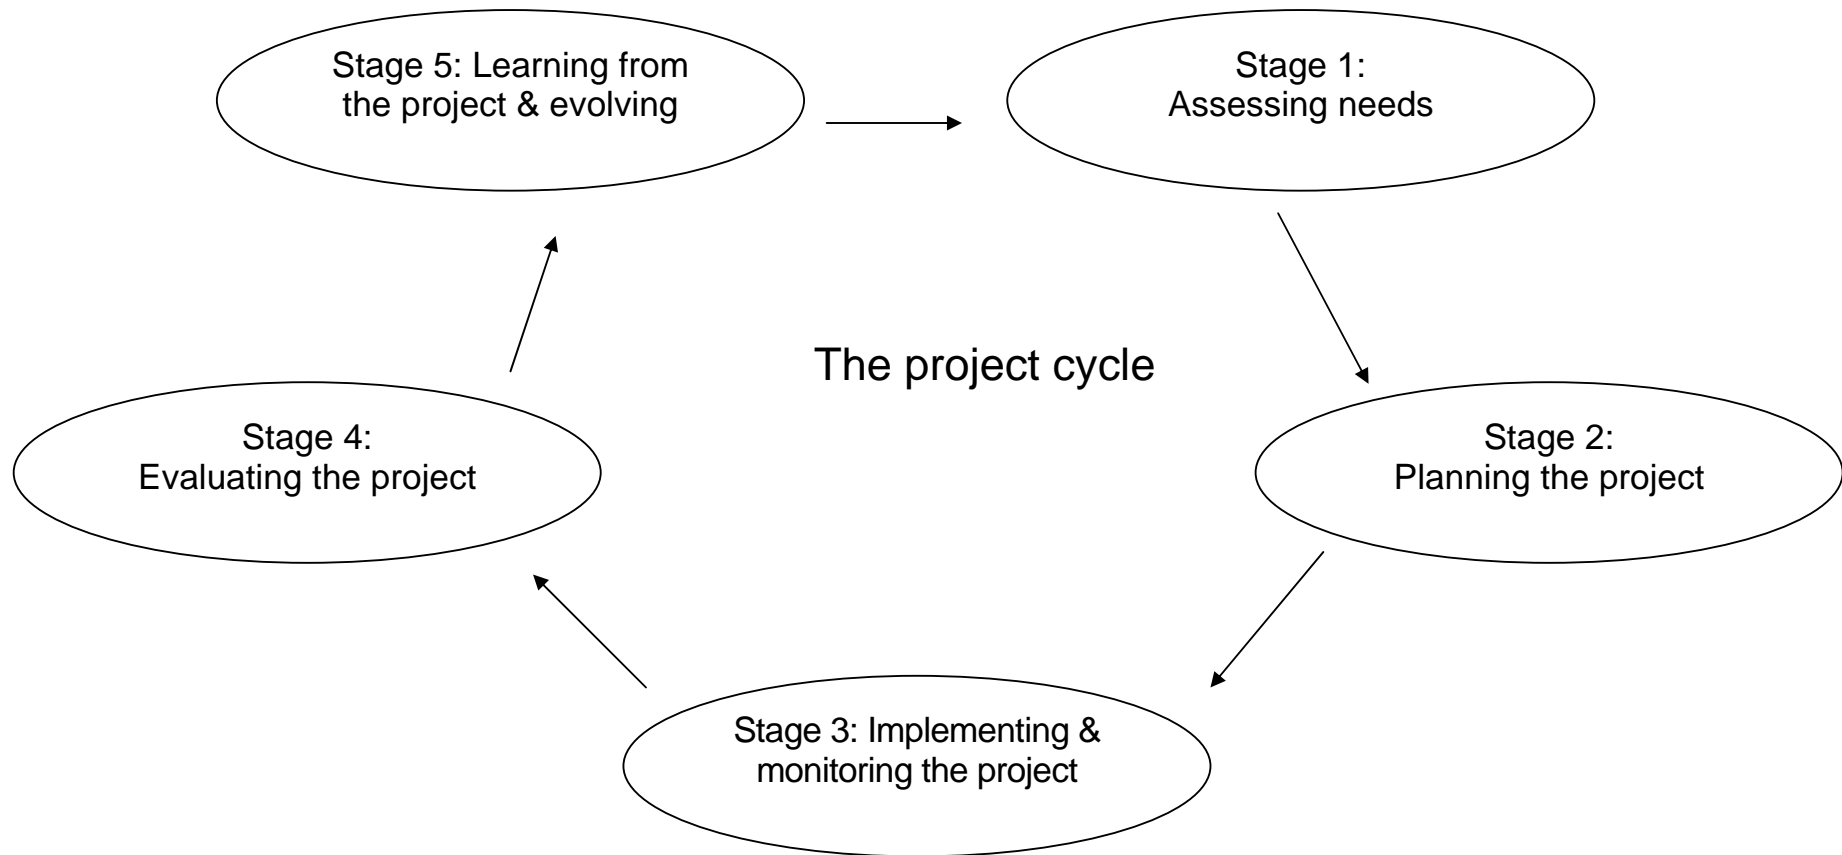 Stage 5: Learning from
the project & evolving
Stage 1:
Assessing needs
The project cycle
Stage 4:
Evaluating the project
Stage 2:
Planning the project
Stage 3: Implementing &
monitoring the project